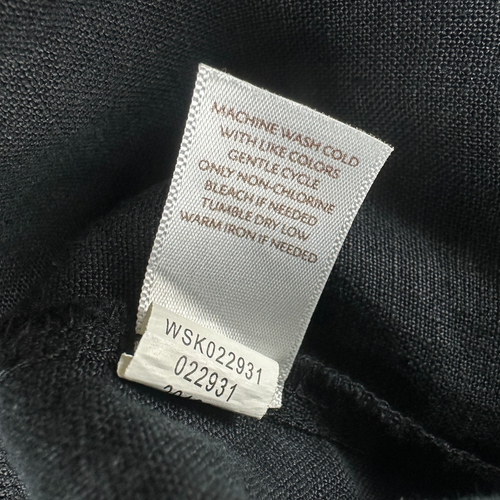 MACHINE WASH COLD
WITH LIKE COLORS
GENTLE CYCLE
ONLY NON-CHLORINE
BLEACH IF NEEDED
TUMBLE DRY LOW
WARM IRON IF NEEDED
WSK022931
022931